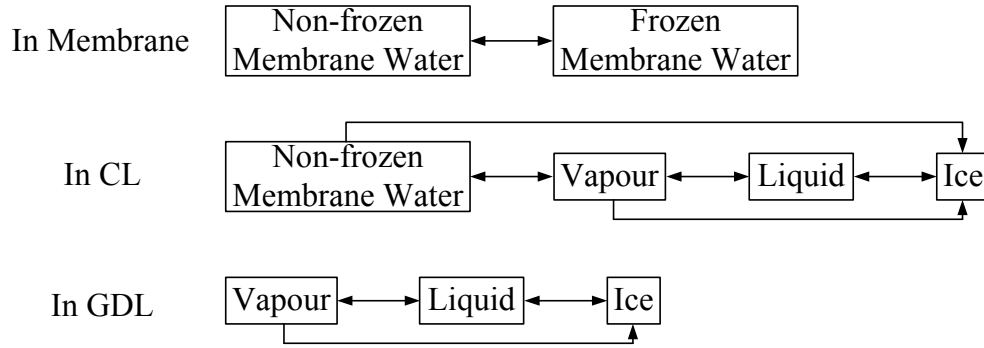 In Membrane
Non-frozen
Membrane Water
Frozen
Membrane Water
In CL
Non-frozen
Membrane Water
Vapour
Liquid
Ice
In GDL
Vapour
Liquid
Ice